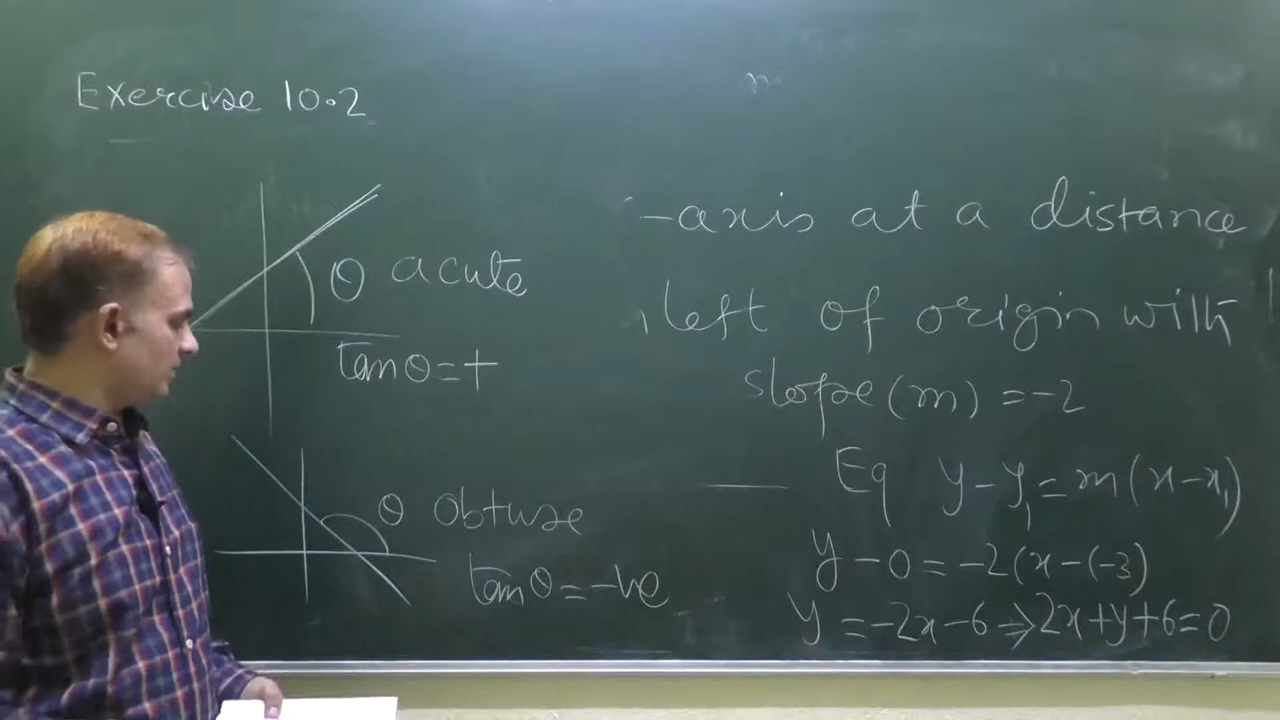 Exercise 10.2
θ acute
tanθ=+
θ obtuse
tanθ=-ve
-axis at a distance
left of origin with
slope(m) =-2
Eq y-y₁=m(x-x₁)
y-0=-2(x-(-3)
y=-2x-6⇒2x+y+6=0